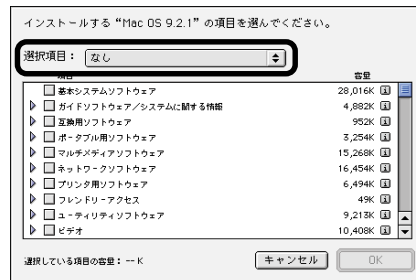 インストールする“Mac OS 9.2.1”の項目を選んでください。
選択項目： なし
項目 容量
基本システムソフトウェア 28,016K
ガイドソフトウェア／システムに関する情報 4,882K
互換用ソフトウェア 952K
ポータブル用ソフトウェア 3,254K
マルチメディアソフトウェア 15,268K
ネットワークソフトウェア 16,454K
プリンタ用ソフトウェア 6,494K
フレンドリーアクセス 49K
ユーティリティソフトウェア 9,213K
ビデオ 10,408K
選択している項目の容量： -- K キャンセル OK